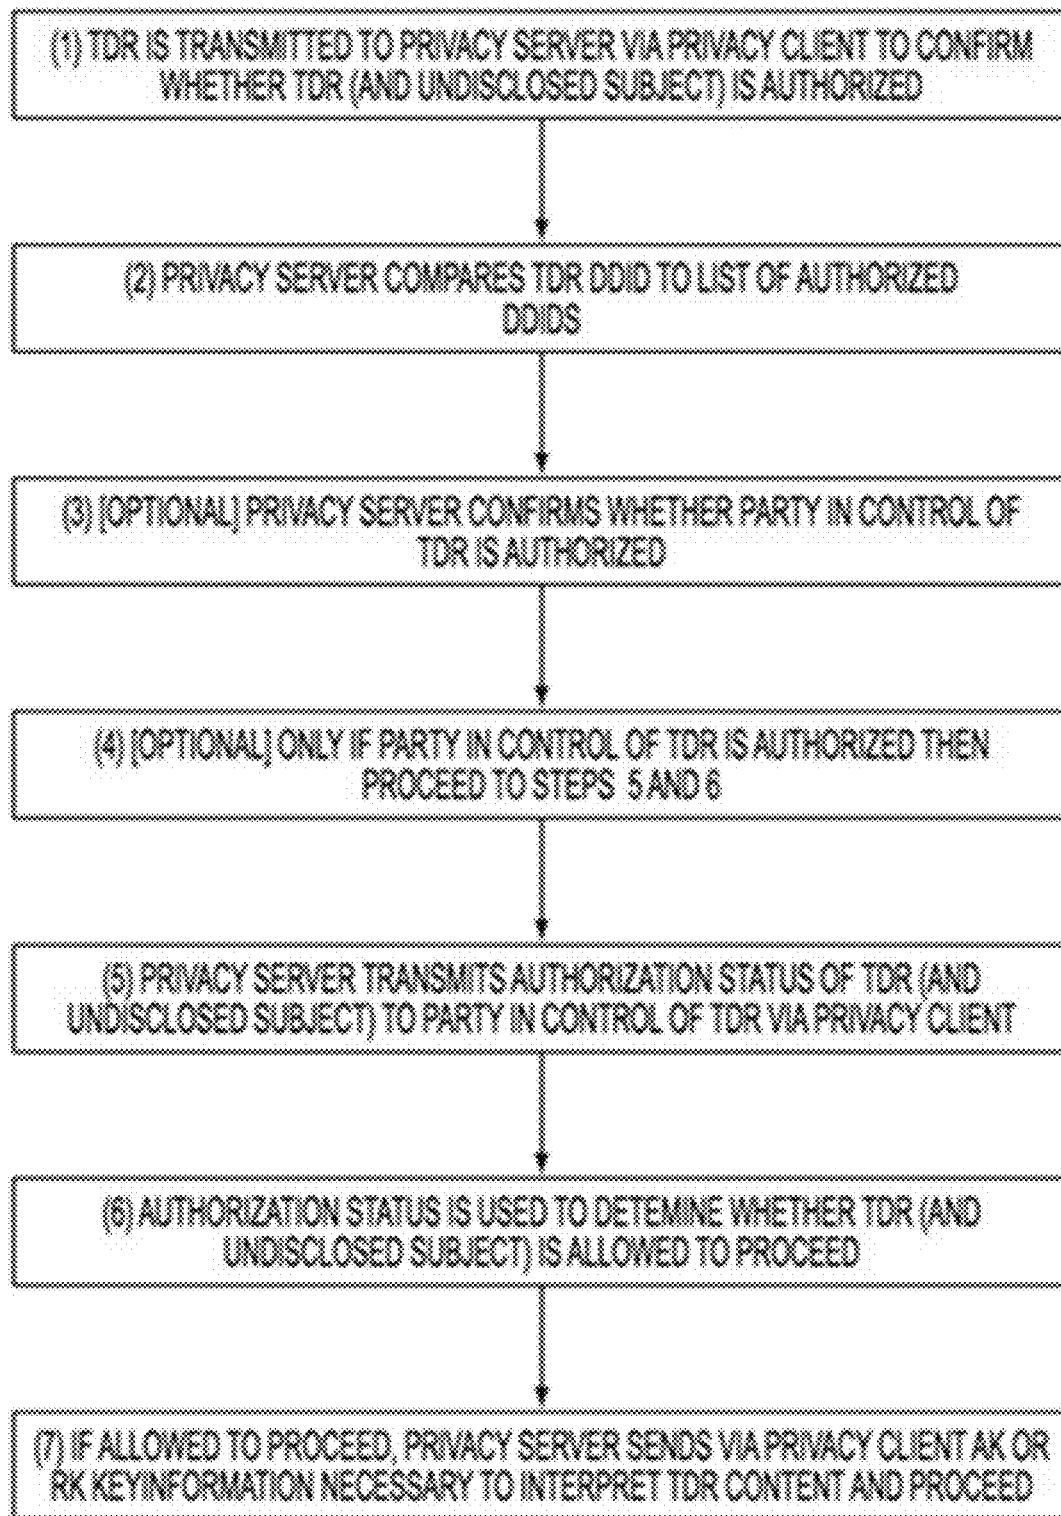 (1) TDR IS TRANSMITTED TO PRIVACY SERVER VIA PRIVACY CLIENT TO CONFIRM
WHETHER TDR (AND UNDISCLOSED SUBJECT) IS AUTHORIZED
(2) PRIVACY SERVER COMPARES TDR DDID TO LIST OF AUTHORIZED
DDIDS
(3) [OPTIONAL] PRIVACY SERVER CONFIRMS WHETHER PARTY IN CONTROL OF
TDR IS AUTHORIZED
(4) [OPTIONAL] ONLY IF PARTY IN CONTROL OF TDR IS AUTHORIZED THEN
PROCEED TO STEPS 5 AND 6
(5) PRIVACY SERVER TRANSMITS AUTHORIZATION STATUS OF TDR (AND
UNDISCLOSED SUBJECT) TO PARTY IN CONTROL OF TDR VIA PRIVACY CLIENT
(6) AUTHORIZATION STATUS IS USED TO DETEMINE WHETHER TDR (AND
UNDISCLOSED SUBJECT) IS ALLOWED TO PROCEED
(7) IF ALLOWED TO PROCEED, PRIVACY SERVER SENDS VIA PRIVACY CLIENT AK OR
RK KEYINFORMATION NECESSARY TO INTERPRET TDR CONTENT AND PROCEED